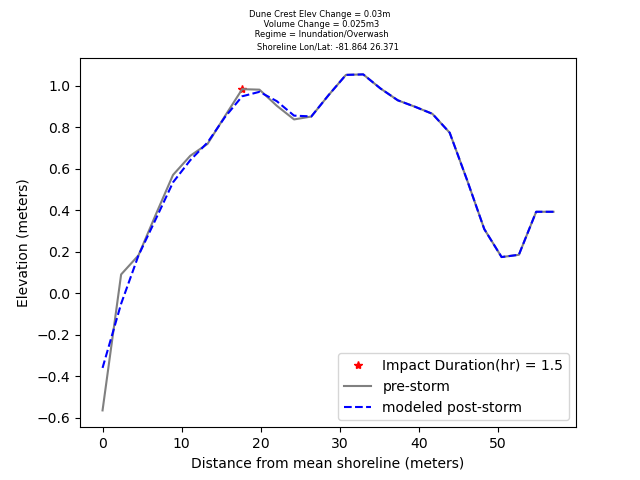 Dune Crest Elev Change = 0.03m
Volume Change = 0.025m3
Regime = Inundation/Overwash
Shoreline Lon/Lat: -81.864 26.371
1.0
0.8
0.6
0.4
0.2
0.0
−0.2
−0.4
−0.6
Elevation (meters)
Impact Duration(hr) = 1.5
pre-storm
modeled post-storm
0 10 20 30 40 50
Distance from mean shoreline (meters)